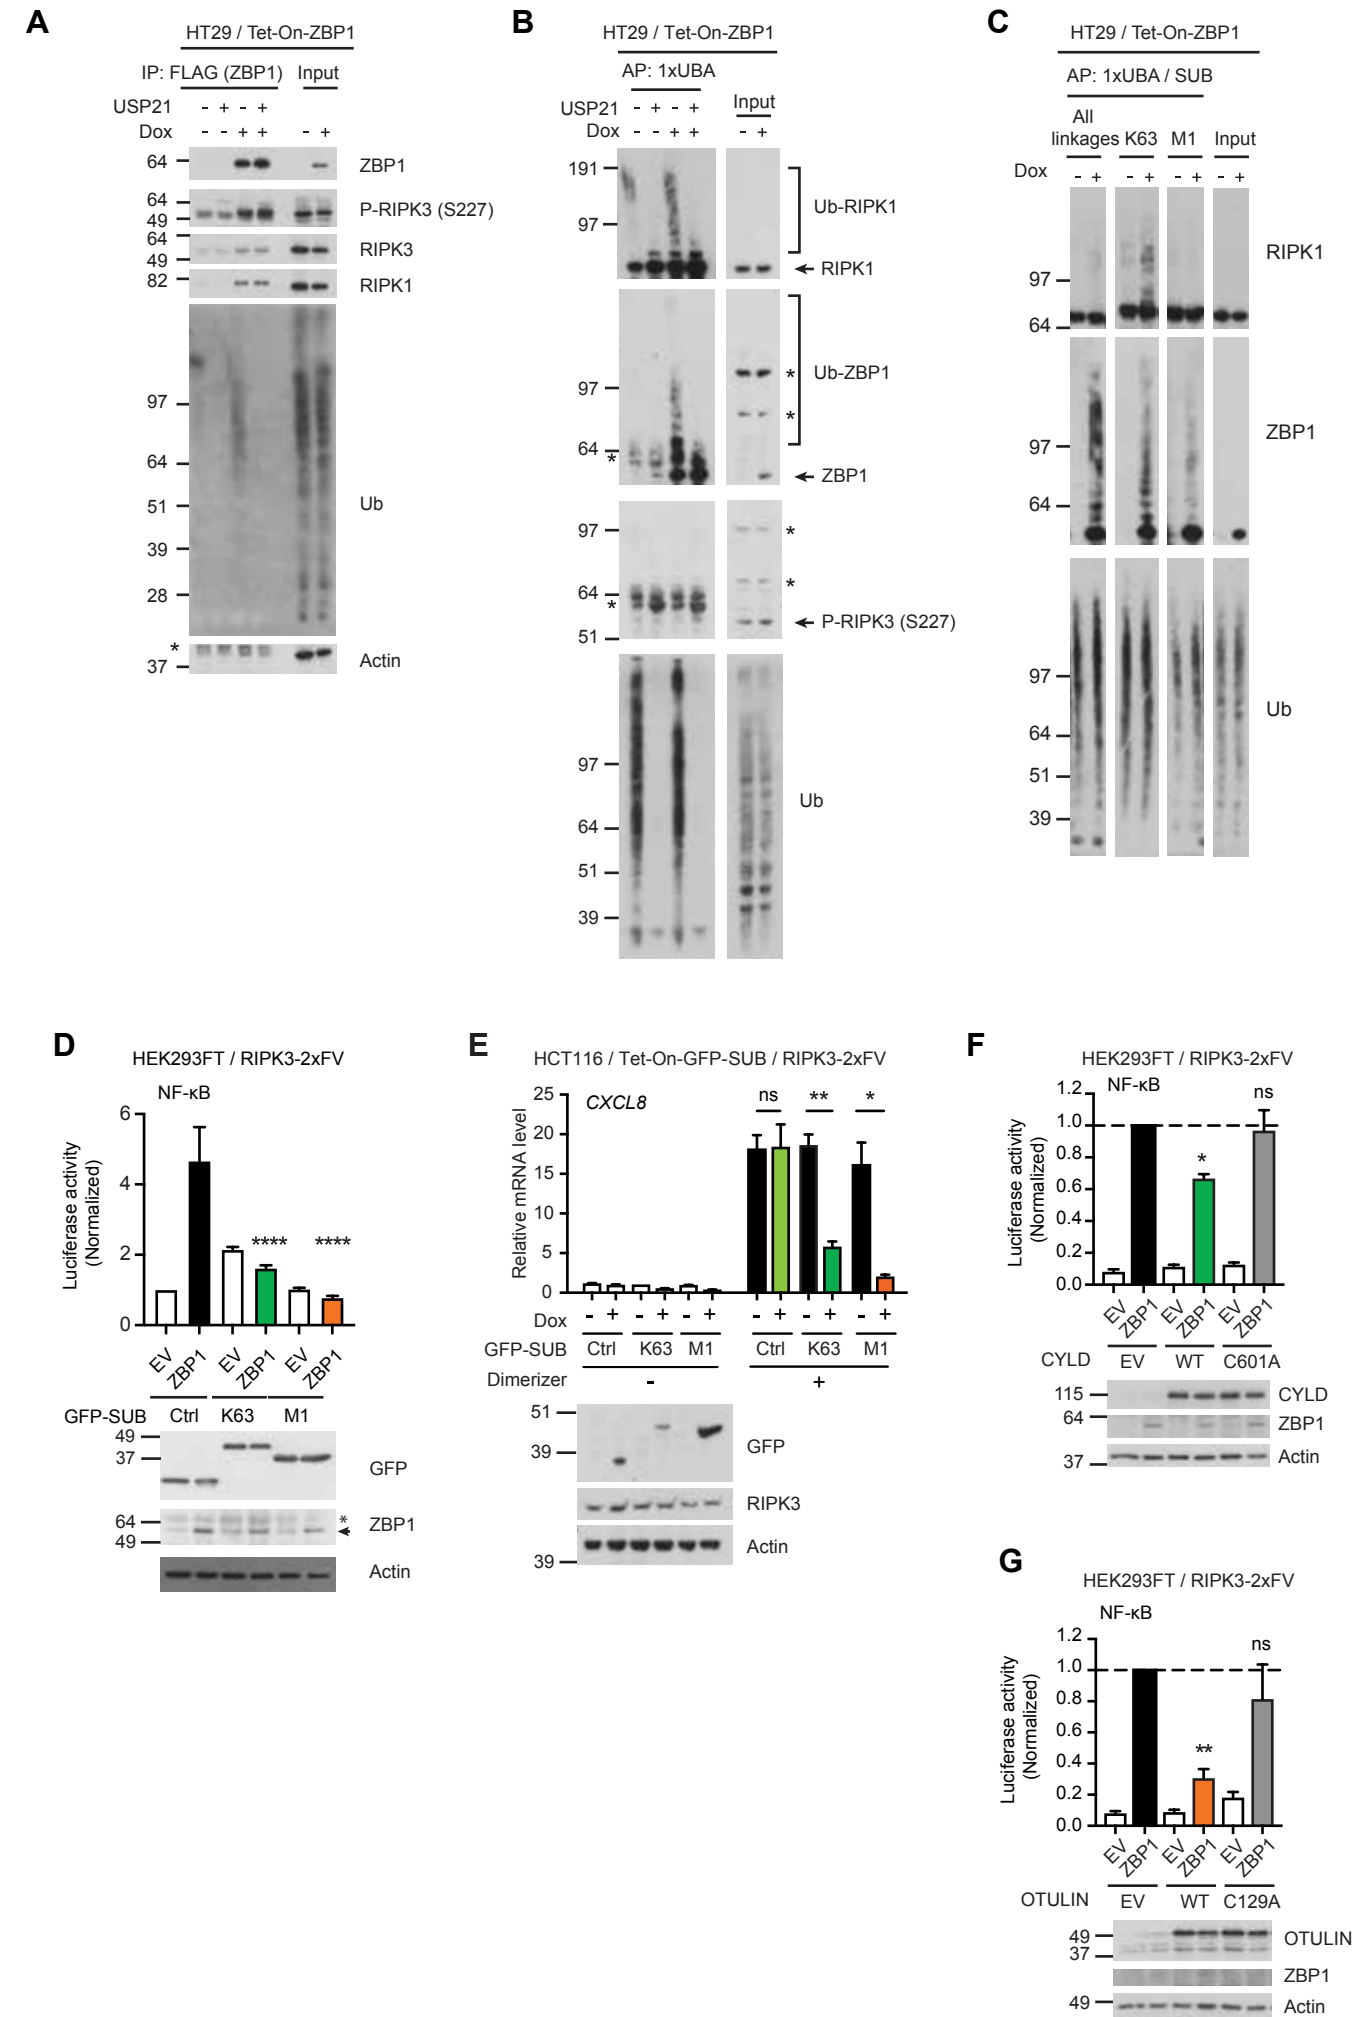 A
HT29 / Tet-On-ZBP1
IP: FLAG (ZBP1) Input
USP21 - + - +
Dox - - + + - +
64 ZBP1
64
49 P-RIPK3 (S227)
64
49 RIPK3
82 RIPK1
97
64
51 Ub
39
28
*
37 Actin
B
HT29 / Tet-On-ZBP1
AP: 1xUBA
Input
USP21 - + - +
Dox - - + + - +
191
97
Ub-RIPK1
RIPK1
97
64
*
*
*
Ub-ZBP1
ZBP1
97
64
*
51
*
*
P-RIPK3 (S227)
97
64
51
39
Ub
C
HT29 / Tet-On-ZBP1
AP: 1xUBA / SUB
All
linkages K63 M1 Input
Dox - + - + - + - +
97
64
RIPK1
97
64
ZBP1
97
64
51
39
Ub
D
HEK293FT / RIPK3-2xFV
NF-κB
Luciferase activity
(Normalized)
6
4
2
0
**** ****
EV ZBP1 EV ZBP1 EV ZBP1
GFP-SUB Ctrl K63 M1
49
37 GFP
64 *
49 ZBP1
Actin
E
HCT116 / Tet-On-GFP-SUB / RIPK3-2xFV
CXCL8
Relative mRNA level
25
20
15
10
5
0
ns ** *
Dox - + - + - + - + - + - +
GFP-SUB Ctrl K63 M1 Ctrl K63 M1
Dimerizer - +
51
39 GFP
RIPK3
39 Actin
F
HEK293FT / RIPK3-2xFV
NF-κB
Luciferase activity
(Normalized)
1.2
1.0
0.8
0.6
0.4
0.2
0.0
* ns
EV ZBP1 EV ZBP1 EV ZBP1
CYLD EV WT C601A
115 CYLD
64 ZBP1
37 Actin
G
HEK293FT / RIPK3-2xFV
NF-κB
Luciferase activity
(Normalized)
1.2
1.0
0.8
0.6
0.4
0.2
0.0
** ns
EV ZBP1 EV ZBP1 EV ZBP1
OTULIN EV WT C129A
49
37 OTULIN
ZBP1
49 Actin